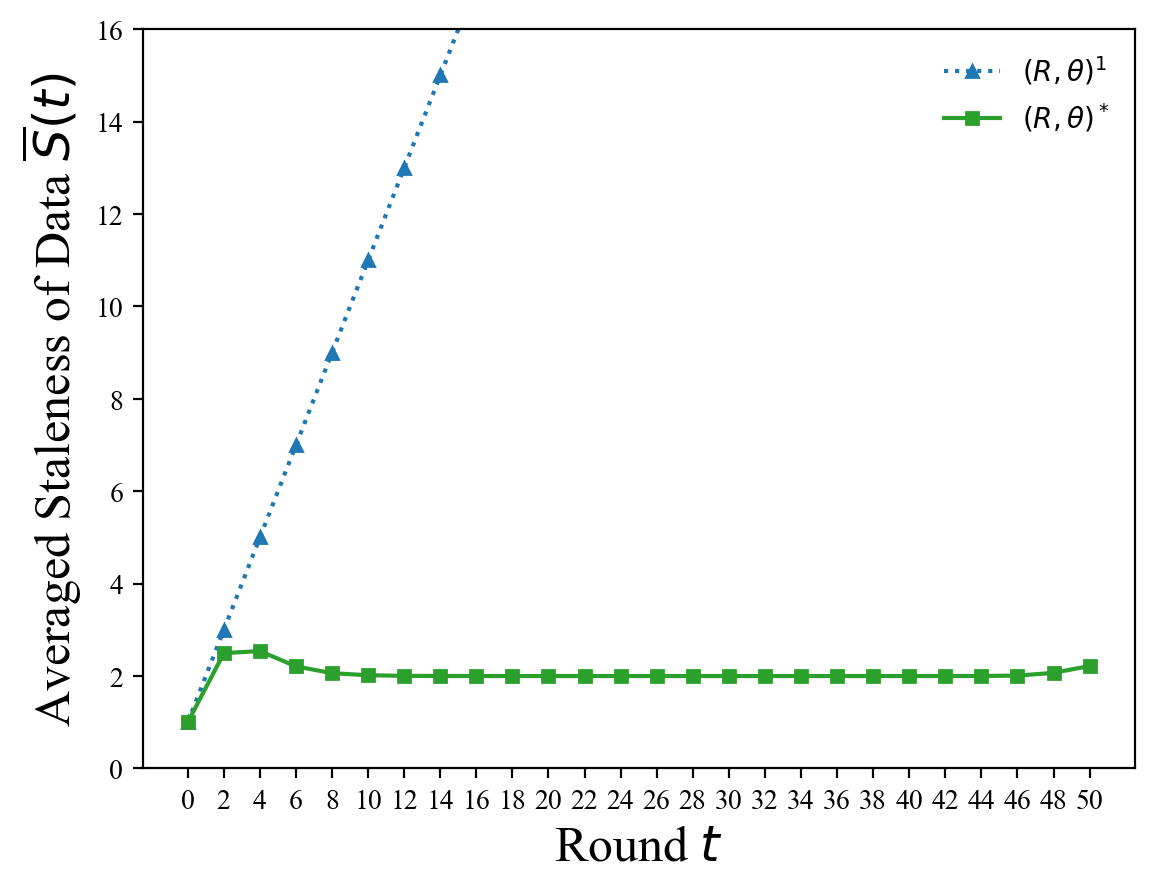 Averaged Staleness of Data S̅(t)
16
14
12
10
8
6
4
2
0
(R, θ)¹
(R, θ)*
0 2 4 6 8 10 12 14 16 18 20 22 24 26 28 30 32 34 36 38 40 42 44 46 48 50
Round t